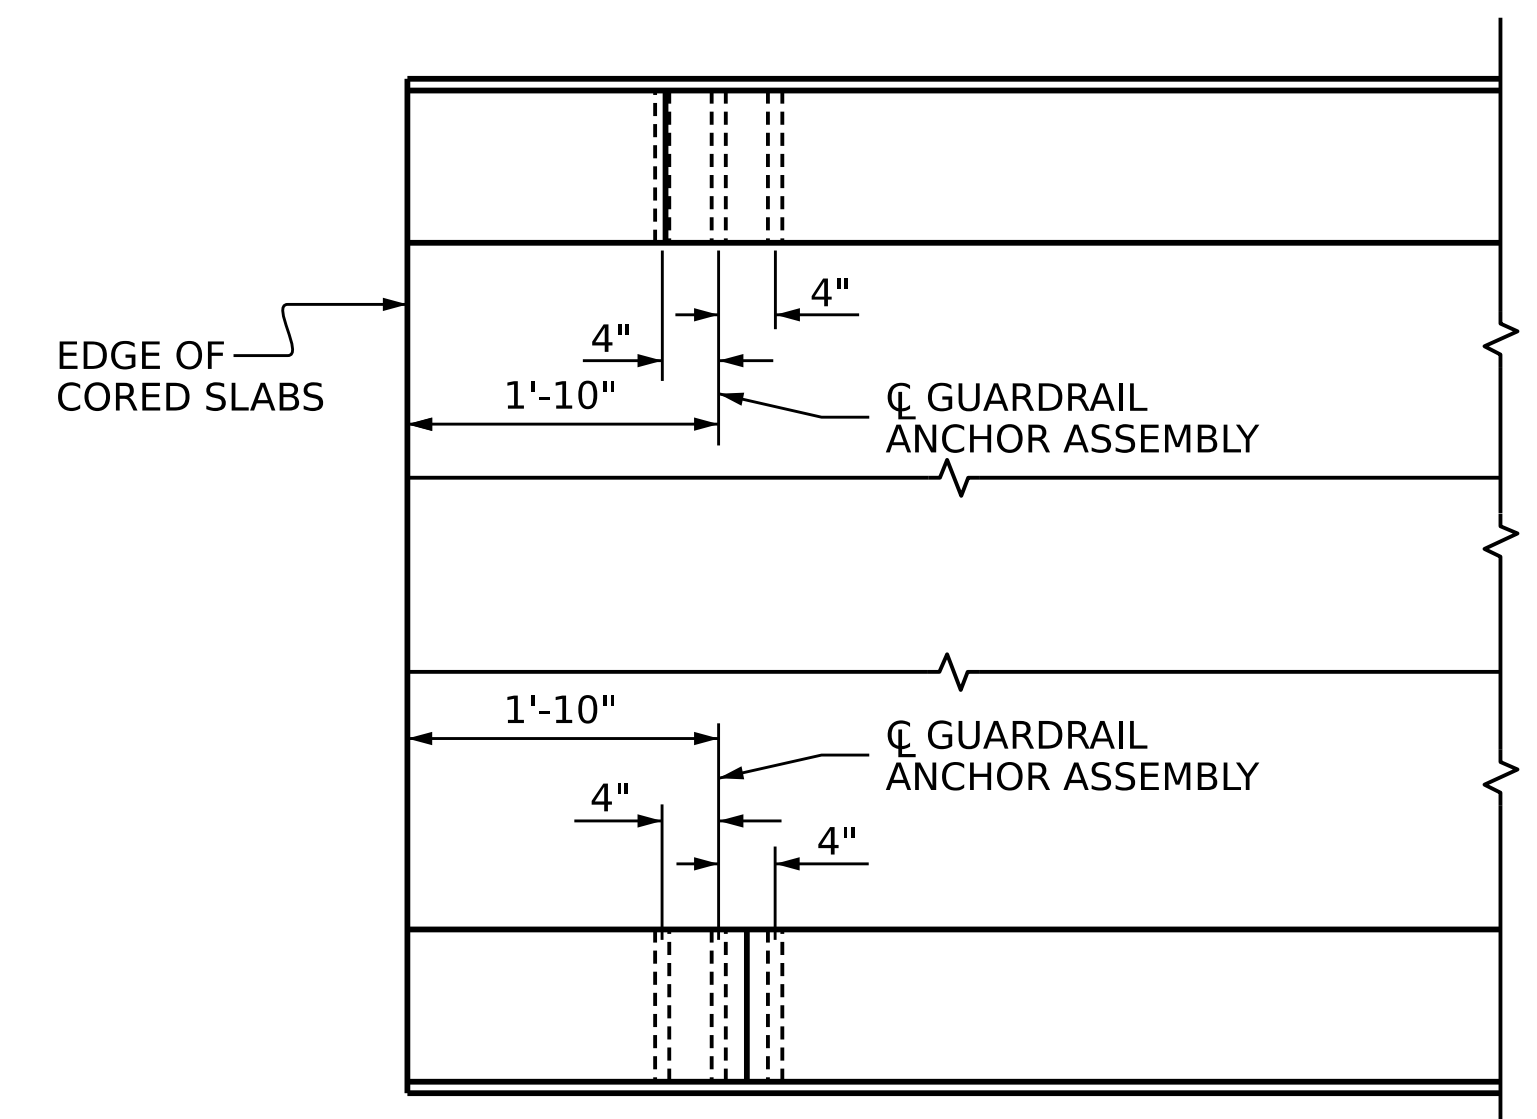 4"
4"
EDGE OF
CORED SLABS
1'-10"
℄ GUARDRAIL
ANCHOR ASSEMBLY
1'-10"
℄ GUARDRAIL
ANCHOR ASSEMBLY
4"
4"